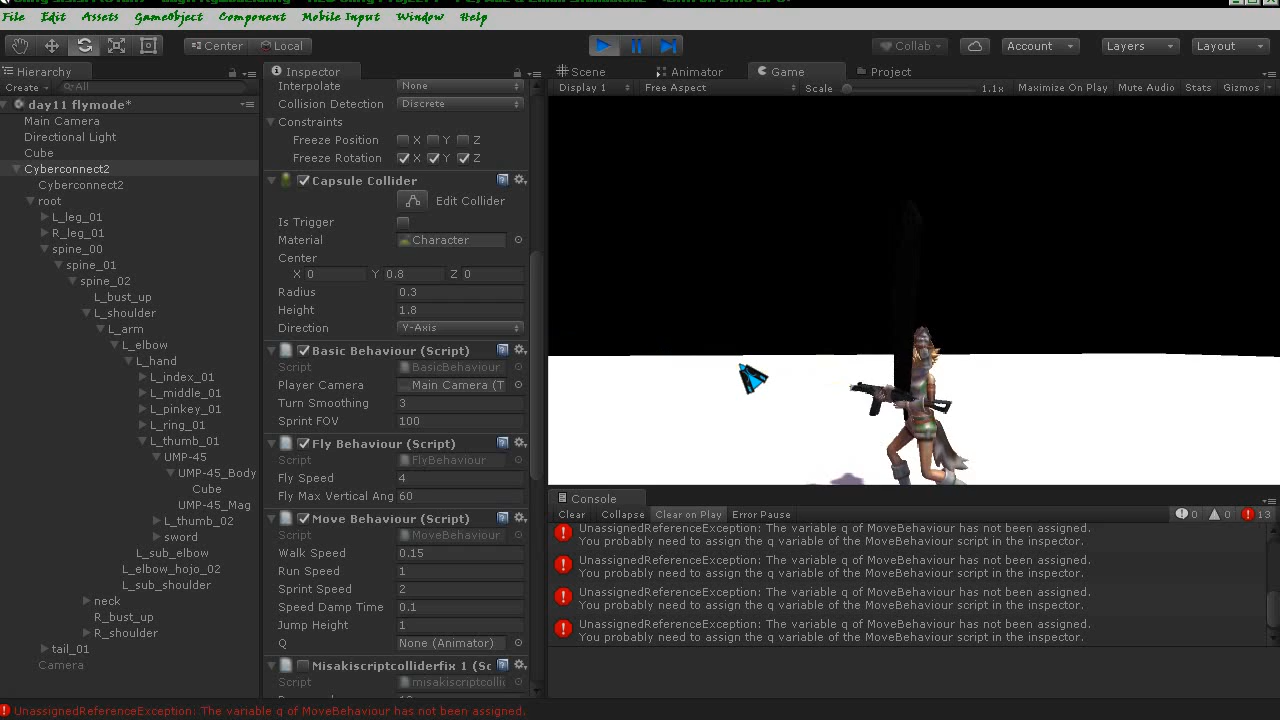 File Edit Assets GameObject Component Mobile Input Window Help
Center Local Collab Account Layers Layout
Hierarchy
Create All
day11 flymode*
Main Camera
Directional Light
Cube
Cyberconnect2
Cyberconnect2
root
L_leg_01
R_leg_01
spine_00
spine_01
spine_02
L_bust_up
L_shoulder
L_arm
L_elbow
L_hand
L_index_01
L_middle_01
L_pinkey_01
L_ring_01
L_thumb_01
UMP-45
UMP-45_Body
Cube
UMP-45_Mag
L_thumb_02
sword
L_sub_elbow
L_elbow_hojo_02
L_sub_shoulder
neck
R_bust_up
R_shoulder
tail_01
Camera
Inspector
Interpolate None
Collision Detection Discrete
Constraints
Freeze Position X Y Z
Freeze Rotation X Y Z
Capsule Collider
Edit Collider
Is Trigger
Material Character
Center
X 0 Y 0.8 Z 0
Radius 0.3
Height 1.8
Direction Y-Axis
Basic Behaviour (Script)
Script BasicBehaviour
Player Camera Main Camera (T
Turn Smoothing 3
Sprint FOV 100
Fly Behaviour (Script)
Script FlyBehaviour
Fly Speed 4
Fly Max Vertical Ang 60
Move Behaviour (Script)
Script MoveBehaviour
Walk Speed 0.15
Run Speed 1
Sprint Speed 2
Speed Damp Time 0.1
Jump Height 1
Q None (Animator)
Misakiscriptcolliderfix 1 (Sc
Script misakiscriptcollic
Scene Animator Game Project
Display 1 Free Aspect Scale 1.1x Maximize On Play Mute Audio Stats Gizmos
Console
Clear Collapse Clear on Play Error Pause 0 0 13
UnassignedReferenceException: The variable q of MoveBehaviour has not been assigned.
You probably need to assign the q variable of the MoveBehaviour script in the inspector.
UnassignedReferenceException: The variable q of MoveBehaviour has not been assigned.
You probably need to assign the q variable of the MoveBehaviour script in the inspector.
UnassignedReferenceException: The variable q of MoveBehaviour has not been assigned.
You probably need to assign the q variable of the MoveBehaviour script in the inspector.
UnassignedReferenceException: The variable q of MoveBehaviour has not been assigned.
You probably need to assign the q variable of the MoveBehaviour script in the inspector.
UnassignedReferenceException: The variable q of MoveBehaviour has not been assigned.